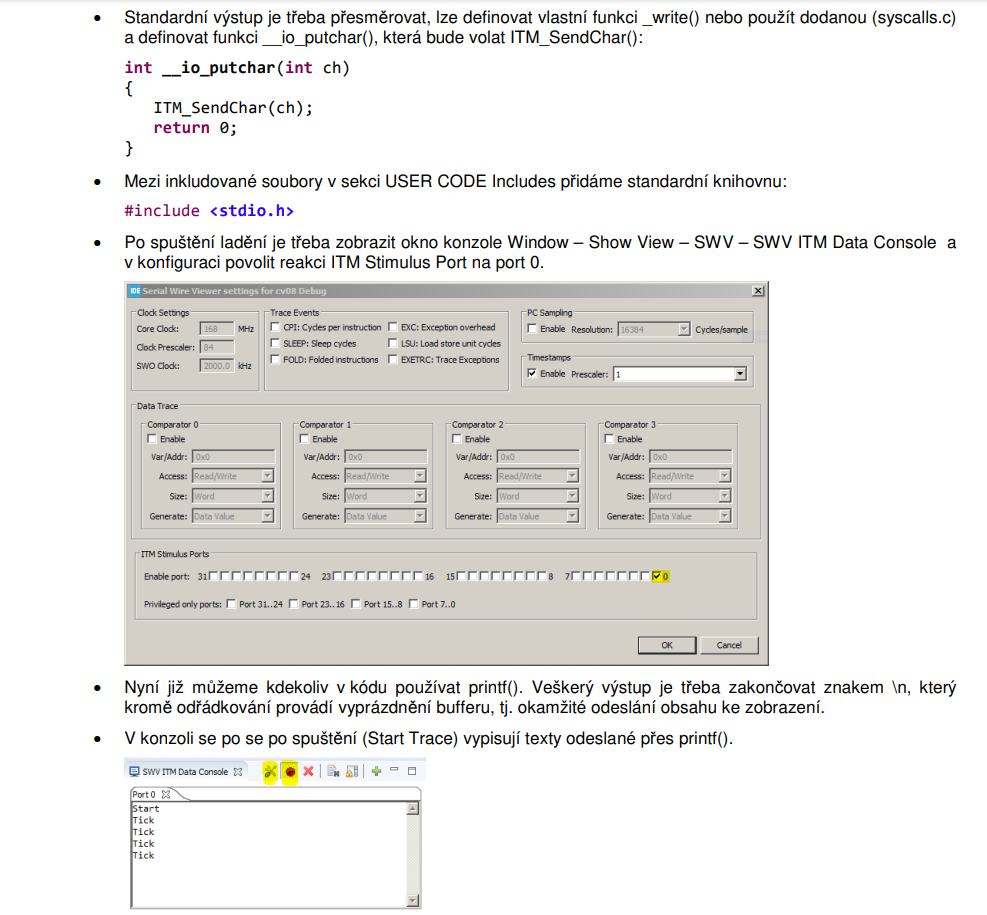 • Standardní výstup je třeba přesměrovat, lze definovat vlastní funkci _write() nebo použít dodanou (syscalls.c)
a definovat funkci __io_putchar(), která bude volat ITM_SendChar():
int __io_putchar(int ch)
{
ITM_SendChar(ch);
return 0;
}
• Mezi inkludované soubory v sekci USER CODE Includes přidáme standardní knihovnu:
#include <stdio.h>
• Po spuštění ladění je třeba zobrazit okno konzole Window – Show View – SWV – SWV ITM Data Console a
v konfiguraci povolit reakci ITM Stimulus Port na port 0.
IDE Serial Wire Viewer settings for cv08 Debug
Clock Settings
Core Clock: 168 MHz
Clock Prescaler: 84
SWO Clock: 2000.0 kHz
Trace Events
CPI: Cycles per instruction EXC: Exception overhead
SLEEP: Sleep cycles LSU: Load store unit cycles
FOLD: Folded instructions EXETRC: Trace Exceptions
PC Sampling
Enable Resolution: 16384 Cycles/sample
Timestamps
Enable Prescaler: 1
Data Trace
Comparator 0
Enable
Var/Addr: 0x0
Access: Read/Write
Size: Word
Generate: Data Value
Comparator 1
Enable
Var/Addr: 0x0
Access: Read/Write
Size: Word
Generate: Data Value
Comparator 2
Enable
Var/Addr: 0x0
Access: Read/Write
Size: Word
Generate: Data Value
Comparator 3
Enable
Var/Addr: 0x0
Access: Read/Write
Size: Word
Generate: Data Value
ITM Stimulus Ports
Enable port: 31 24 23 16 15 8 7 0
Privileged only ports: Port 31..24 Port 23..16 Port 15..8 Port 7..0
OK Cancel
• Nyní již můžeme kdekoliv v kódu používat printf(). Veškerý výstup je třeba zakončovat znakem \n, který
kromě odřádkování provádí vyprázdnění bufferu, tj. okamžité odeslání obsahu ke zobrazení.
• V konzoli se po se po spuštění (Start Trace) vypisují texty odeslané přes printf().
SWV ITM Data Console
Port 0
Start
Tick
Tick
Tick
Tick